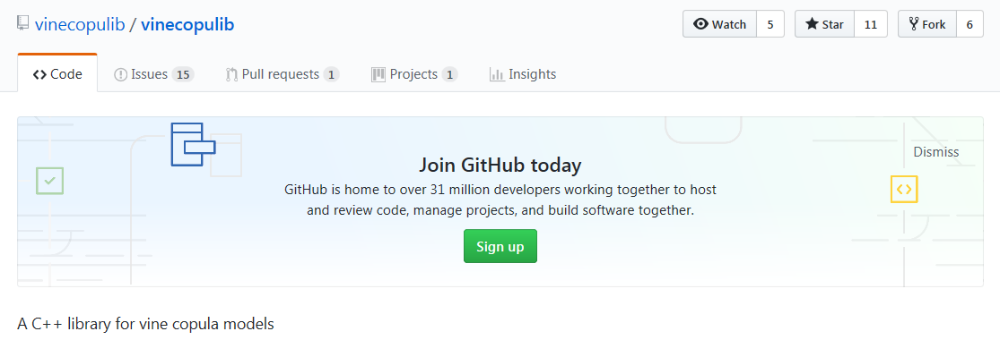 vinecopulib / vinecopulib
Watch 5
Star 11
Fork 6
Code
Issues 15
Pull requests 1
Projects 1
Insights
Join GitHub today
Dismiss
GitHub is home to over 31 million developers working together to host
and review code, manage projects, and build software together.
Sign up
A C++ library for vine copula models